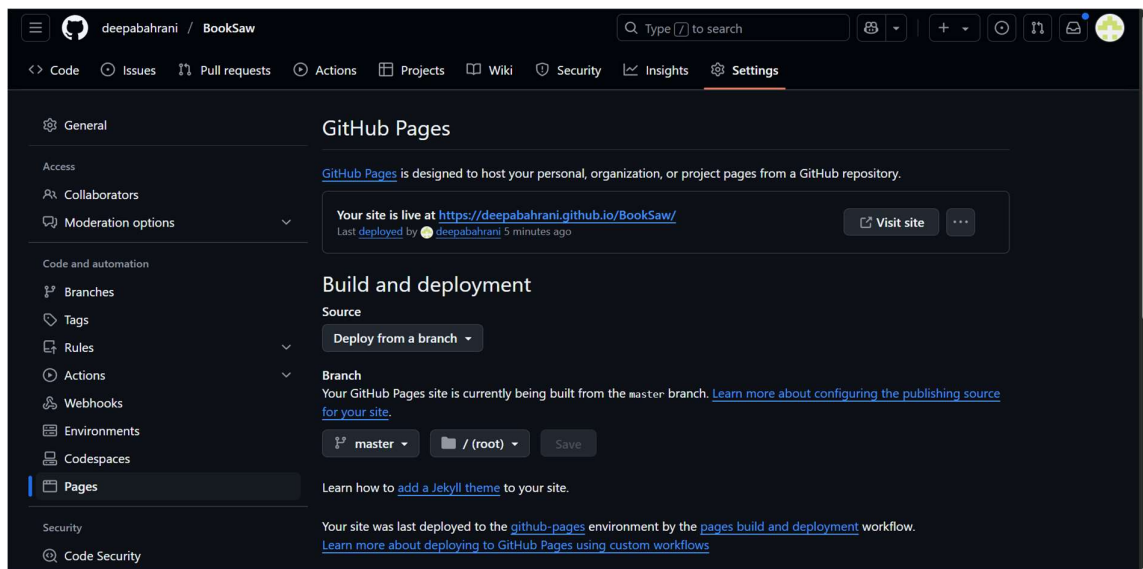 deepabahrani / BookSaw
Type / to search
Code
Issues
Pull requests
Actions
Projects
Wiki
Security
Insights
Settings
General
Access
Collaborators
Moderation options
Code and automation
Branches
Tags
Rules
Actions
Webhooks
Environments
Codespaces
Pages
Security
Code Security
GitHub Pages
GitHub Pages is designed to host your personal, organization, or project pages from a GitHub repository.
Your site is live at https://deepabahrani.github.io/BookSaw/
Last deployed by deepabahrani 5 minutes ago
Visit site
Build and deployment
Source
Deploy from a branch
Branch
Your GitHub Pages site is currently being built from the master branch. Learn more about configuring the publishing source
for your site.
master
/ (root)
Save
Learn how to add a Jekyll theme to your site.
Your site was last deployed to the github-pages environment by the pages build and deployment workflow.
Learn more about deploying to GitHub Pages using custom workflows